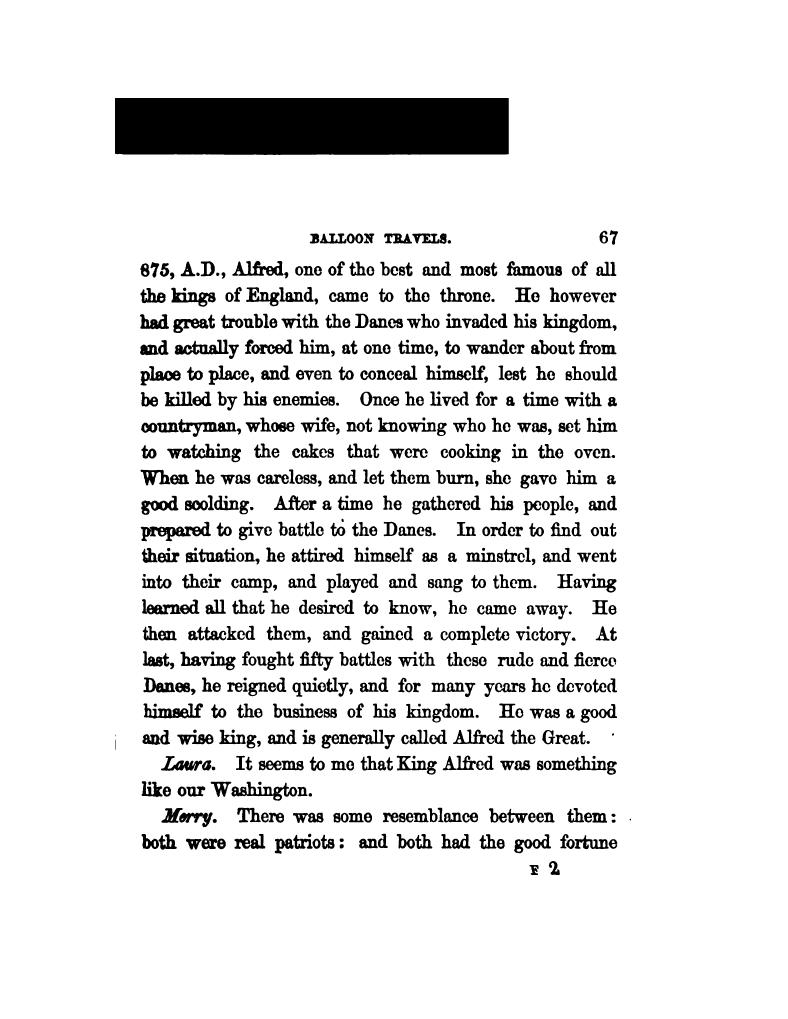 BALLOON TRAVELS. 67
875, A.D., Alfred, one of the best and most famous of all
the kings of England, came to the throne. He however
had great trouble with the Danes who invaded his kingdom,
and actually forced him, at one time, to wander about from
place to place, and even to conceal himself, lest he should
be killed by his enemies. Once he lived for a time with a
countryman, whose wife, not knowing who he was, set him
to watching the cakes that were cooking in the oven.
When he was careless, and let them burn, she gave him a
good scolding. After a time he gathered his people, and
prepared to give battle to the Danes. In order to find out
their situation, he attired himself as a minstrel, and went
into their camp, and played and sang to them. Having
learned all that he desired to know, he came away. He
then attacked them, and gained a complete victory. At
last, having fought fifty battles with these rude and fierce
Danes, he reigned quietly, and for many years he devoted
himself to the business of his kingdom. He was a good
and wise king, and is generally called Alfred the Great.
Laura. It seems to me that King Alfred was something
like our Washington.
Merry. There was some resemblance between them:
both were real patriots: and both had the good fortune
F 2